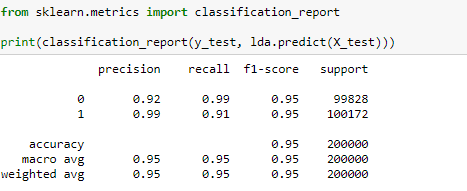 from sklearn.metrics import classification_report
print(classification_report(y_test, lda.predict(X_test)))
precision recall f1-score support
0 0.92 0.99 0.95 99828
1 0.99 0.91 0.95 100172
accuracy 0.95 200000
macro avg 0.95 0.95 0.95 200000
weighted avg 0.95 0.95 0.95 200000